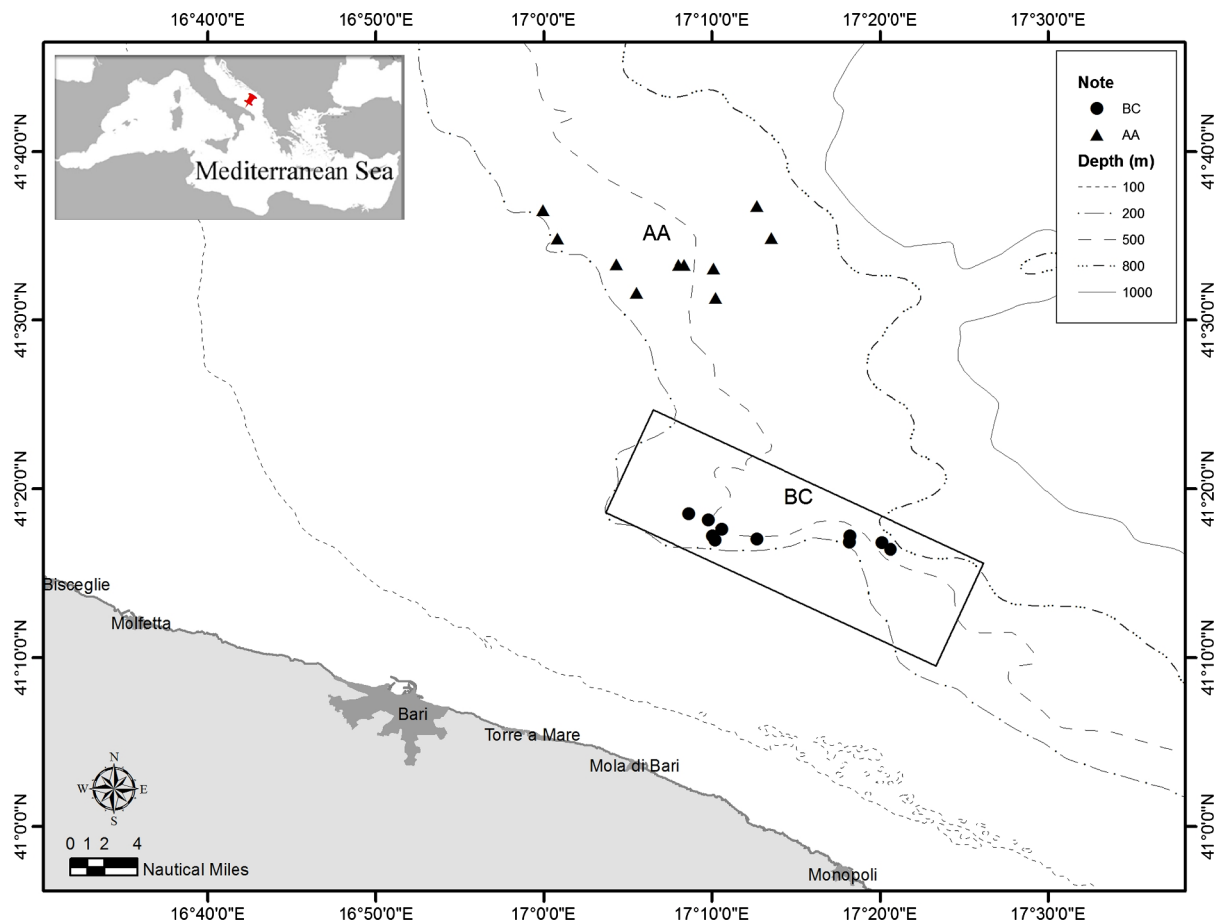 16°40'0"E 16°50'0"E 17°0'0"E 17°10'0"E 17°20'0"E 17°30'0"E
Mediterranean Sea
Note
BC
AA
Depth (m)
100
200
500
800
1000
41°40'0"N 41°40'0"N
AA
41°30'0"N 41°30'0"N
41°20'0"N 41°20'0"N
BC
Bisceglie
Molfetta
41°10'0"N 41°10'0"N
Bari
Torre a Mare
Mola di Bari
N
W E
S
41°0'0"N 41°0'0"N
0 1 2 4
Nautical Miles
Monopoli
16°40'0"E 16°50'0"E 17°0'0"E 17°10'0"E 17°20'0"E 17°30'0"E